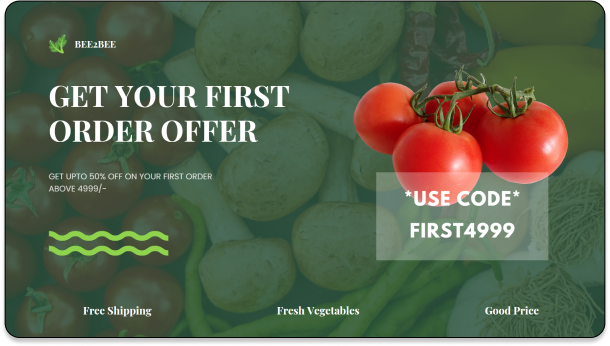 BEE2BEE
GET YOUR FIRST
ORDER OFFER
GET UPTO 50% OFF ON YOUR FIRST ORDER
ABOVE 4999/-
*USE CODE*
FIRST4999
Free Shipping
Fresh Vegetables
Good Price